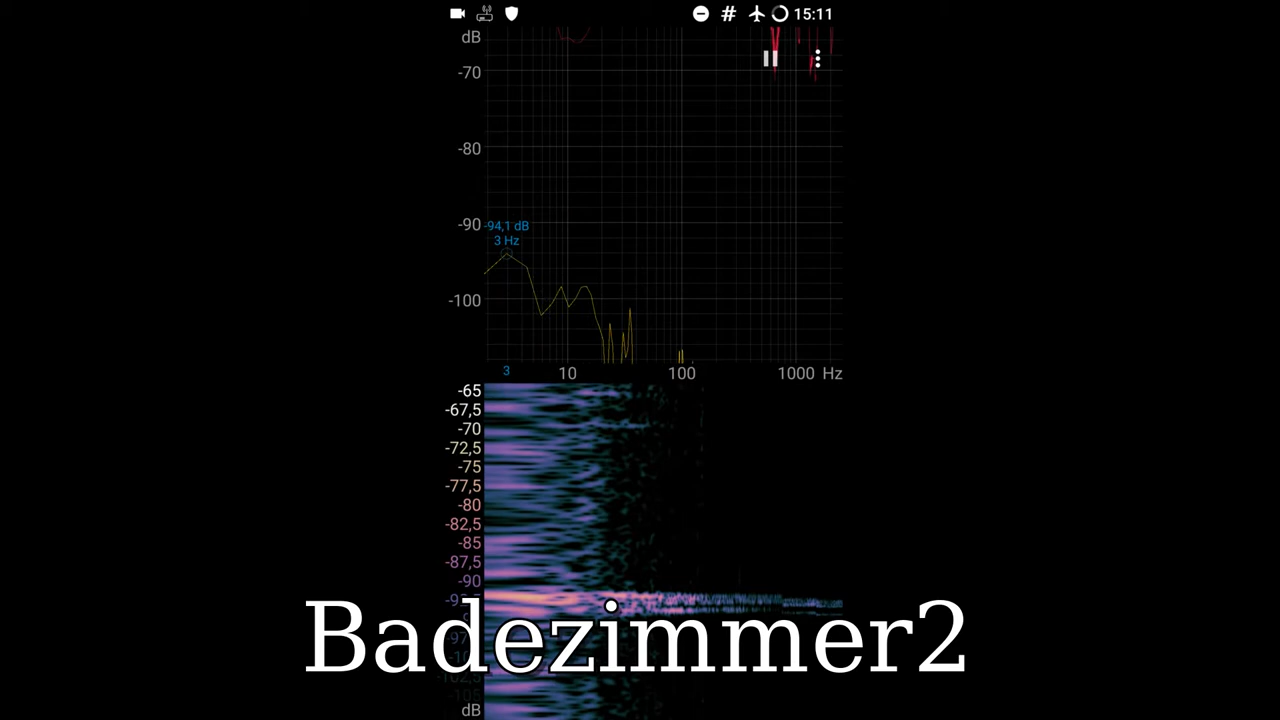 15:11
dB
-70
-80
-90
-94,1 dB
3 Hz
-100
3 10 100 1000 Hz
-65
-67,5
-70
-72,5
-75
-77,5
-80
-82,5
-85
-87,5
-90
Badezimmer2
dB